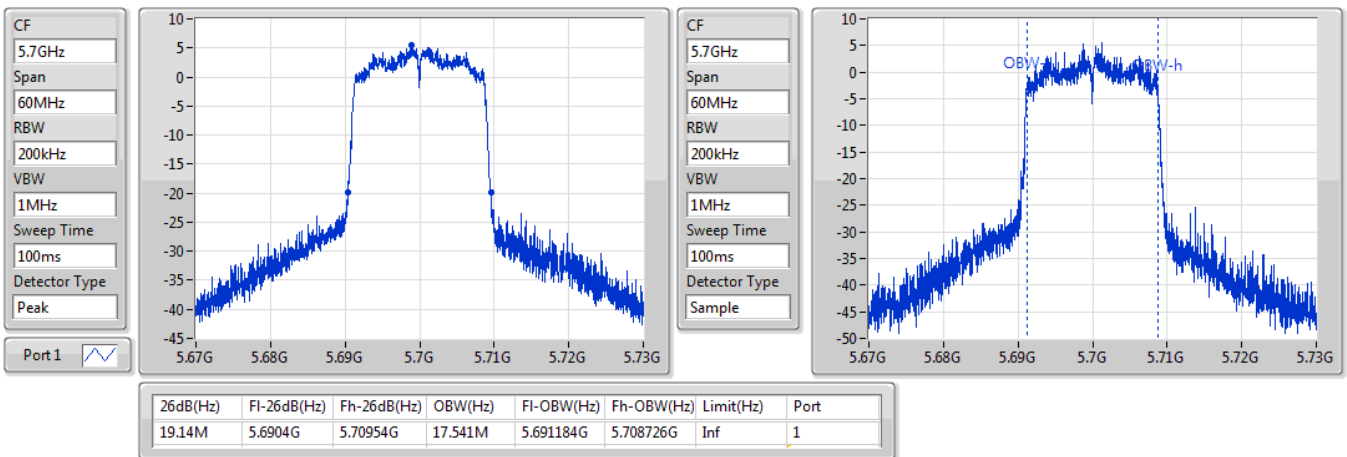 CF
5.7GHz
Span
60MHz
RBW
200kHz
VBW
1MHz
Sweep Time
100ms
Detector Type
Peak
Port 1
10
5
0
-5
-10
-15
-20
-25
-30
-35
-40
-45
5.67G 5.68G 5.69G 5.7G 5.71G 5.72G 5.73G
CF
5.7GHz
Span
60MHz
RBW
200kHz
VBW
1MHz
Sweep Time
100ms
Detector Type
Sample
10
5
0
-5
-10
-15
-20
-25
-30
-35
-40
-45
-50
OBW-h
5.67G 5.68G 5.69G 5.7G 5.71G 5.72G 5.73G
26dB(Hz) Fl-26dB(Hz) Fh-26dB(Hz) OBW(Hz) Fl-OBW(Hz) Fh-OBW(Hz) Limit(Hz) Port
19.14M 5.6904G 5.70954G 17.541M 5.691184G 5.708726G Inf 1